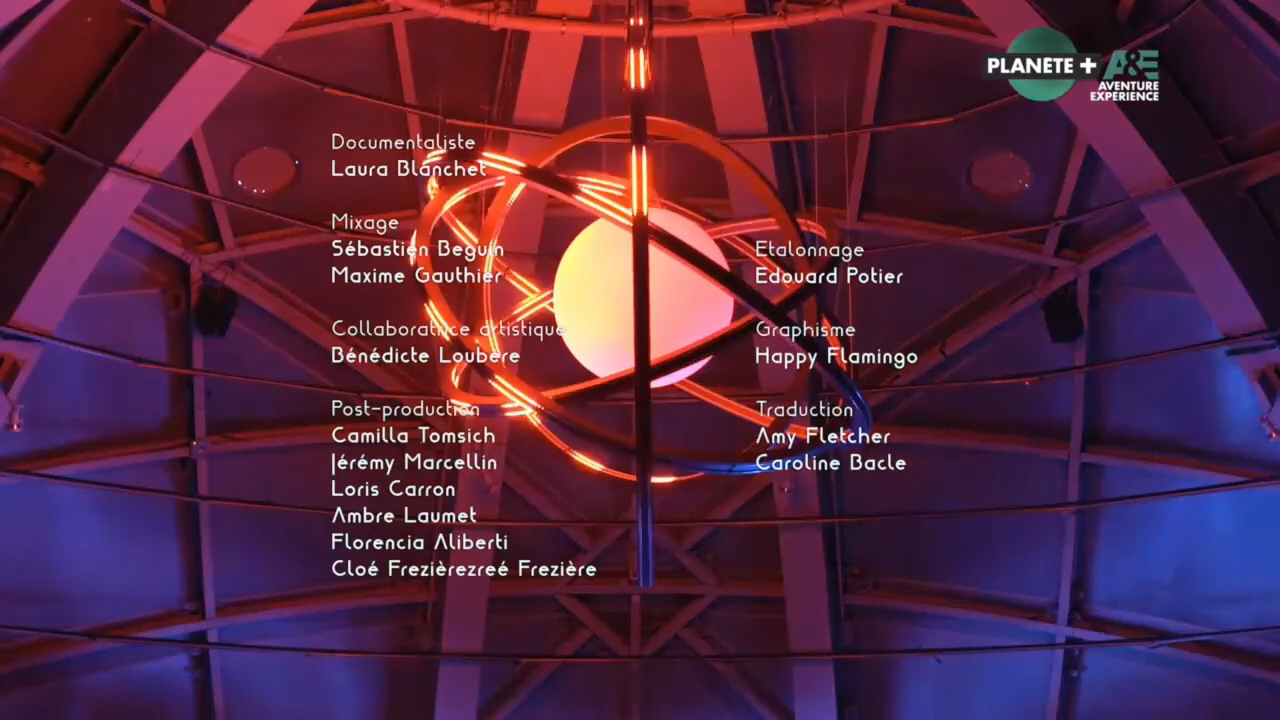 PLANETE + A&E
AVENTURE
EXPERIENCE
Documentaliste
Laura Blanchet
Mixage
Sébastien Beguin
Maxime Gauthier
Collaboratrice artistique
Bénédicte Loubère
Post-production
Camilla Tomsich
Jérémy Marcellin
Loris Carron
Ambre Laumet
Florencia Aliberti
Cloé Frezièrezreé Frezière
Etalonnage
Edouard Potier
Graphisme
Happy Flamingo
Traduction
Amy Fletcher
Caroline Bacle